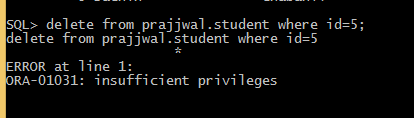 SQL> delete from prajjwal.student where id=5;
delete from prajjwal.student where id=5
*
ERROR at line 1:
ORA-01031: insufficient privileges